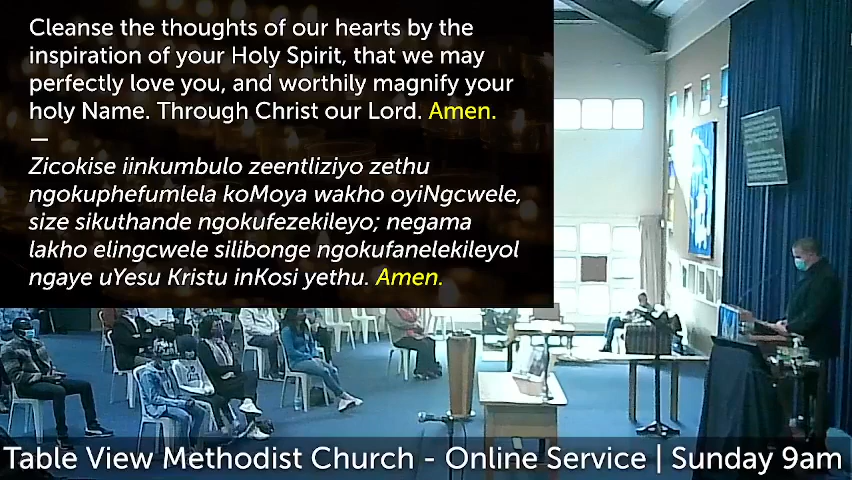 Cleanse the thoughts of our hearts by the
inspiration of your Holy Spirit, that we may
perfectly love you, and worthily magnify your
holy Name. Through Christ our Lord. Amen.
—
Zicokise iinkumbulo zeentliziyo zethu
ngokuphefumlela koMoya wakho oyiNgcwele,
size sikuthande ngokufezekileyo; negama
lakho elingcwele silibonge ngokufanelekileyol
ngaye uYesu Kristu inKosi yethu. Amen.
Table View Methodist Church - Online Service | Sunday 9am